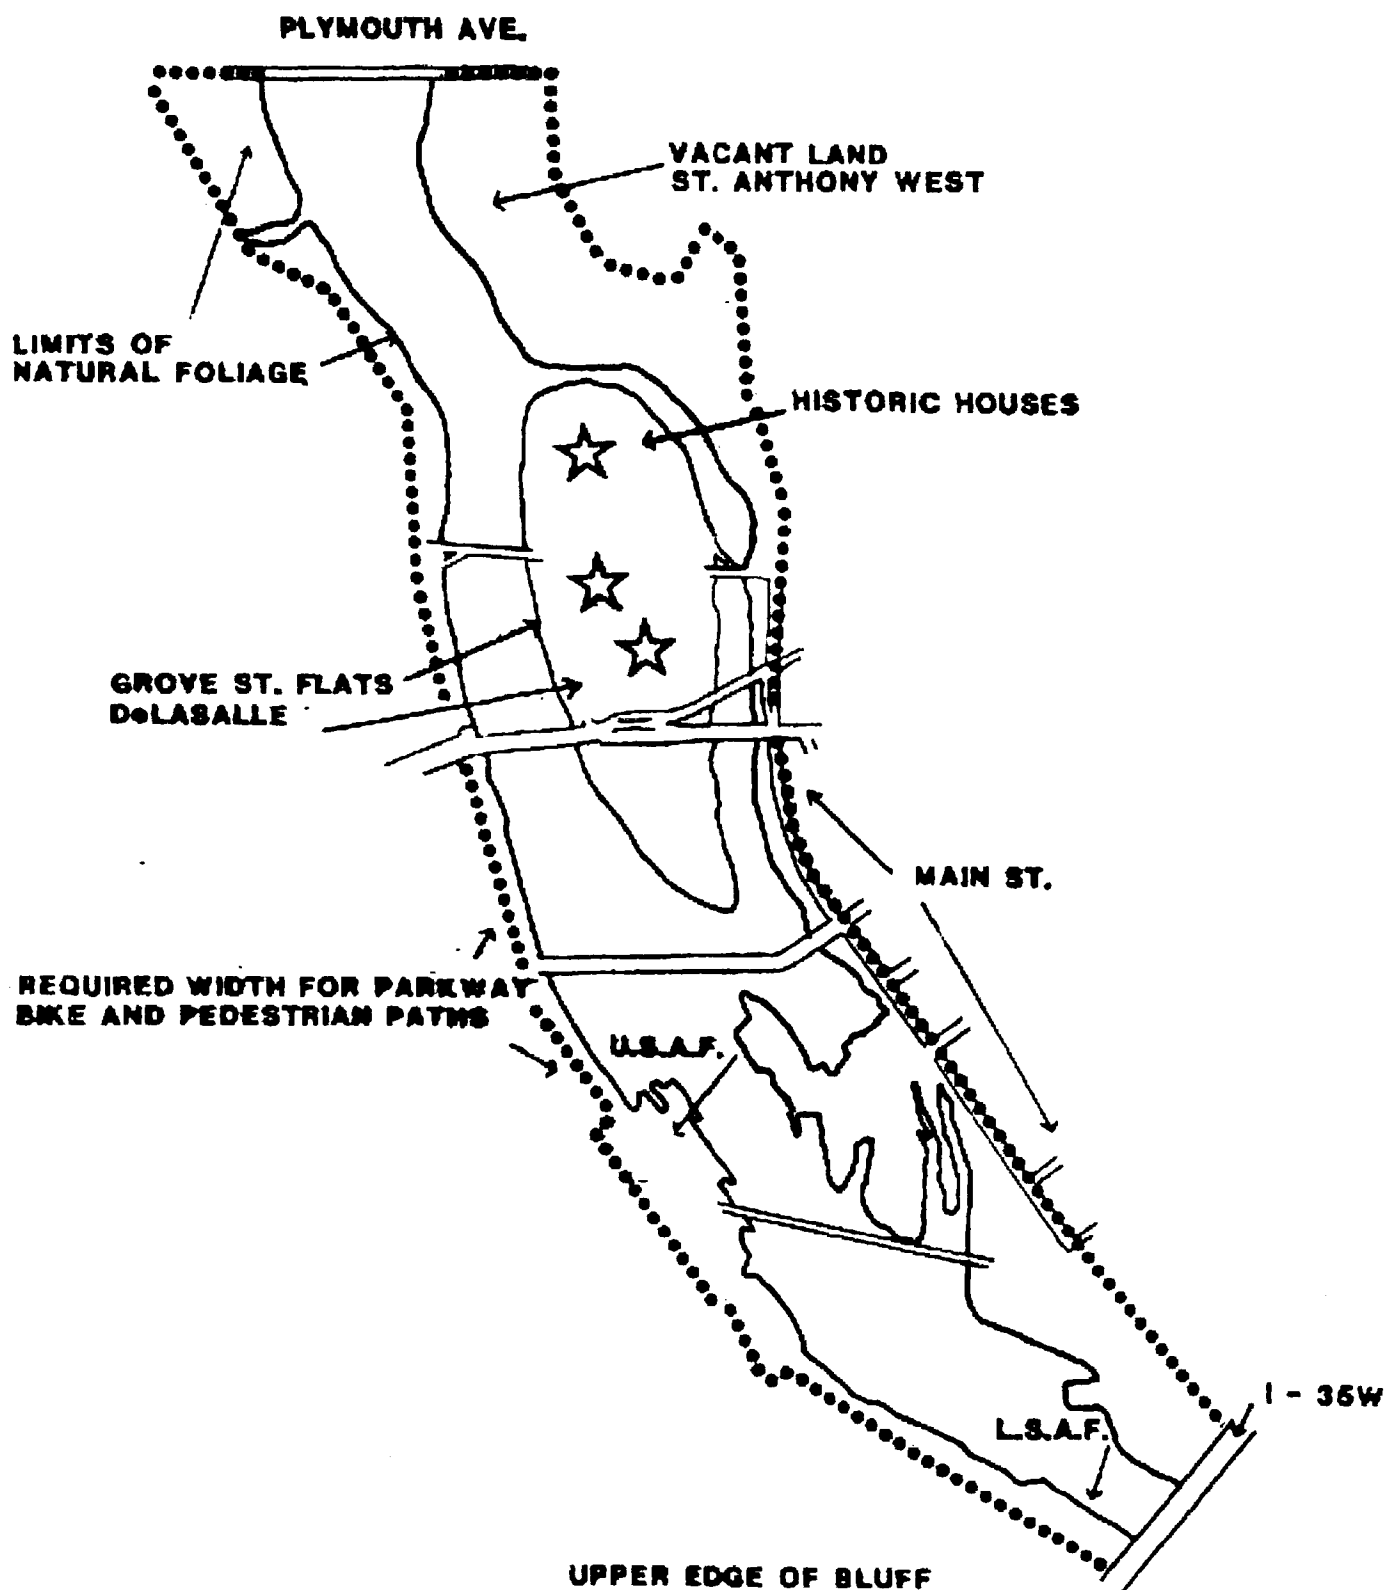 PLYMOUTH AVE.
VACANT LAND
ST. ANTHONY WEST
LIMITS OF
NATURAL FOLIAGE
HISTORIC HOUSES
GROVE ST. FLATS
DeLASALLE
MAIN ST.
REQUIRED WIDTH FOR PARKWAY
BIKE AND PEDESTRIAN PATHS
U.S.A.F.
I - 35W
L.S.A.F.
UPPER EDGE OF BLUFF